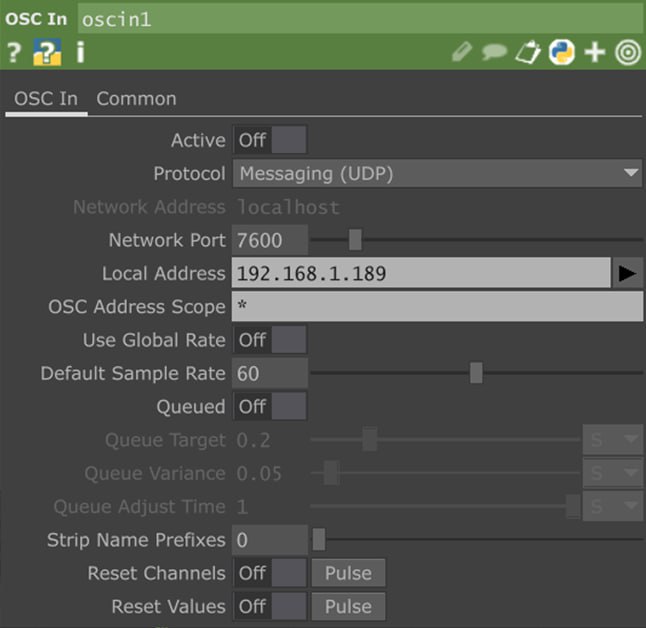 OSC In oscin1
? ? i
OSC In Common
Active Off
Protocol Messaging (UDP)
Network Address localhost
Network Port 7600
Local Address 192.168.1.189
OSC Address Scope *
Use Global Rate Off
Default Sample Rate 60
Queued Off
Queue Target 0.2 S
Queue Variance 0.05 S
Queue Adjust Time 1 S
Strip Name Prefixes 0
Reset Channels Off Pulse
Reset Values Off Pulse